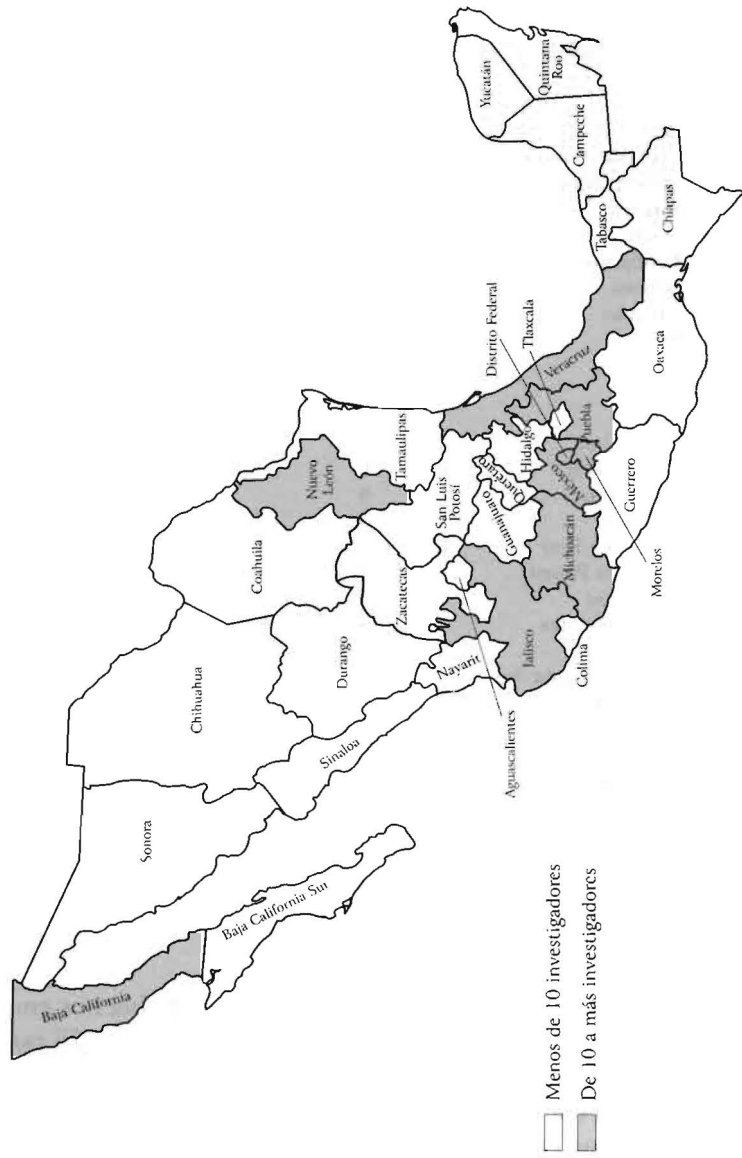 Baja California
Baja California Sur
Sonora
Chihuahua
Sinaloa
Durango
Coahuila
Nuevo
León
Tamaulipas
Zacatecas
San Luis
Potosí
Nayarit
Aguascalientes
Jalisco
Colima
Guanajuato
Querétaro
Hidalgo
Michoacán
México
Distrito Federal
Tlaxcala
Morelos
Puebla
Veracruz
Guerrero
Oaxaca
Tabasco
Chiapas
Campeche
Yucatán
Quintana
Roo
Menos de 10 investigadores
De 10 a más investigadores